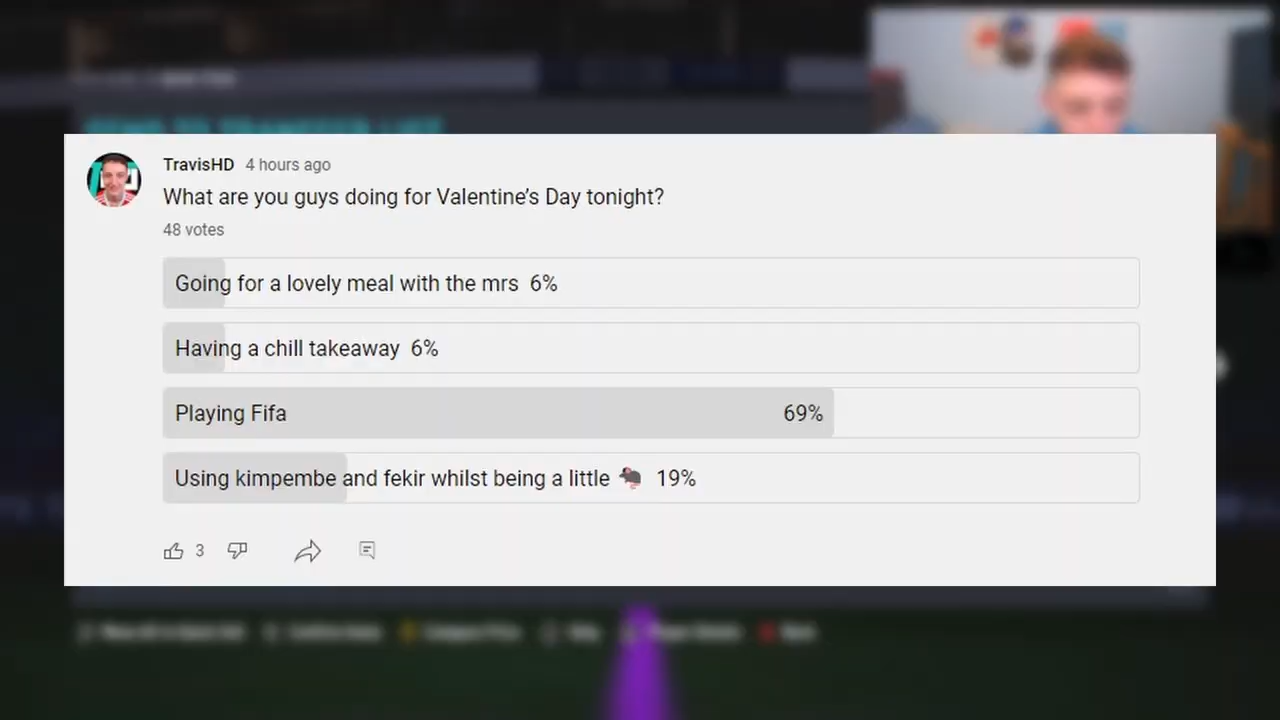 TravisHD 4 hours ago
What are you guys doing for Valentine's Day tonight?
48 votes
Going for a lovely meal with the mrs 6%
Having a chill takeaway 6%
Playing Fifa 69%
Using kimpembe and fekir whilst being a little 🐀 19%
3